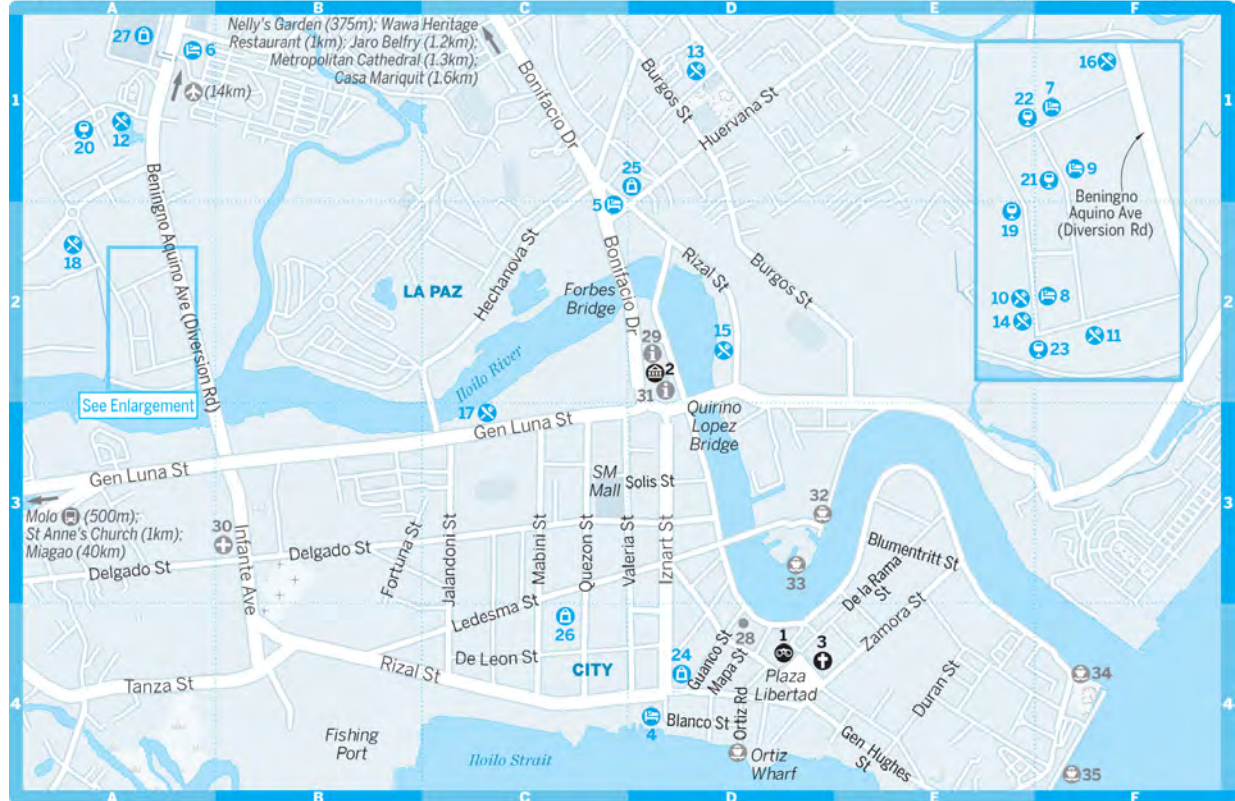 A
B
C
D
E
F
1
2
3
4
1
2
3
4
27
6
(14km)
20
12
Nelly's Garden (375m); Wawa Heritage
Restaurant (1km); Jaro Belfry (1.2km);
Metropolitan Cathedral (1.3km);
Casa Mariquit (1.6km)
Bonifacio Dr
13
Burgos St
Huervana St
25
5
16
22
7
21
9
19
Beningno
Aquino Ave
(Diversion Rd)
10
8
14
11
23
Beningno Aquino Ave (Diversion Rd)
18
See Enlargement
LA PAZ
Hechanova St
Forbes
Bridge
Bonifacio Dr
Rizal St
Burgos St
29
2
31
15
Iloilo River
17
Gen Luna St
Quirino
Lopez
Bridge
Gen Luna St
Molo (500m);
St Anne's Church (1km);
Miagao (40km)
30
Infante Ave
Delgado St
Delgado St
Fortuna St
Jalandoni St
Mabini St
Quezon St
Valeria St
Iznart St
SM
Mall
Solis St
32
33
Blumentritt St
De la Rama
St
Zamora St
Ledesma St
26
De Leon St
CITY
Rizal St
Tanza St
24
Guanco St
Mapa St
28
1
3
Plaza
Libertad
Ortiz Rd
Duran St
34
4
Blanco St
Fishing
Port
Iloilo Strait
Ortiz
Wharf
Gen Hughes
St
35
A
B
C
D
E
F